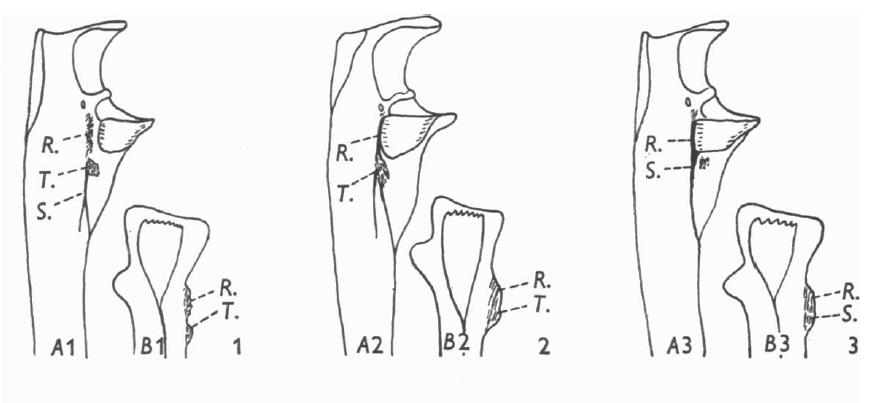 R.
T.
S.
R.
T.
A1 B1 1
R.
T.
R.
T.
A2 B2 2
R.
S.
R.
S.
A3 B3 3